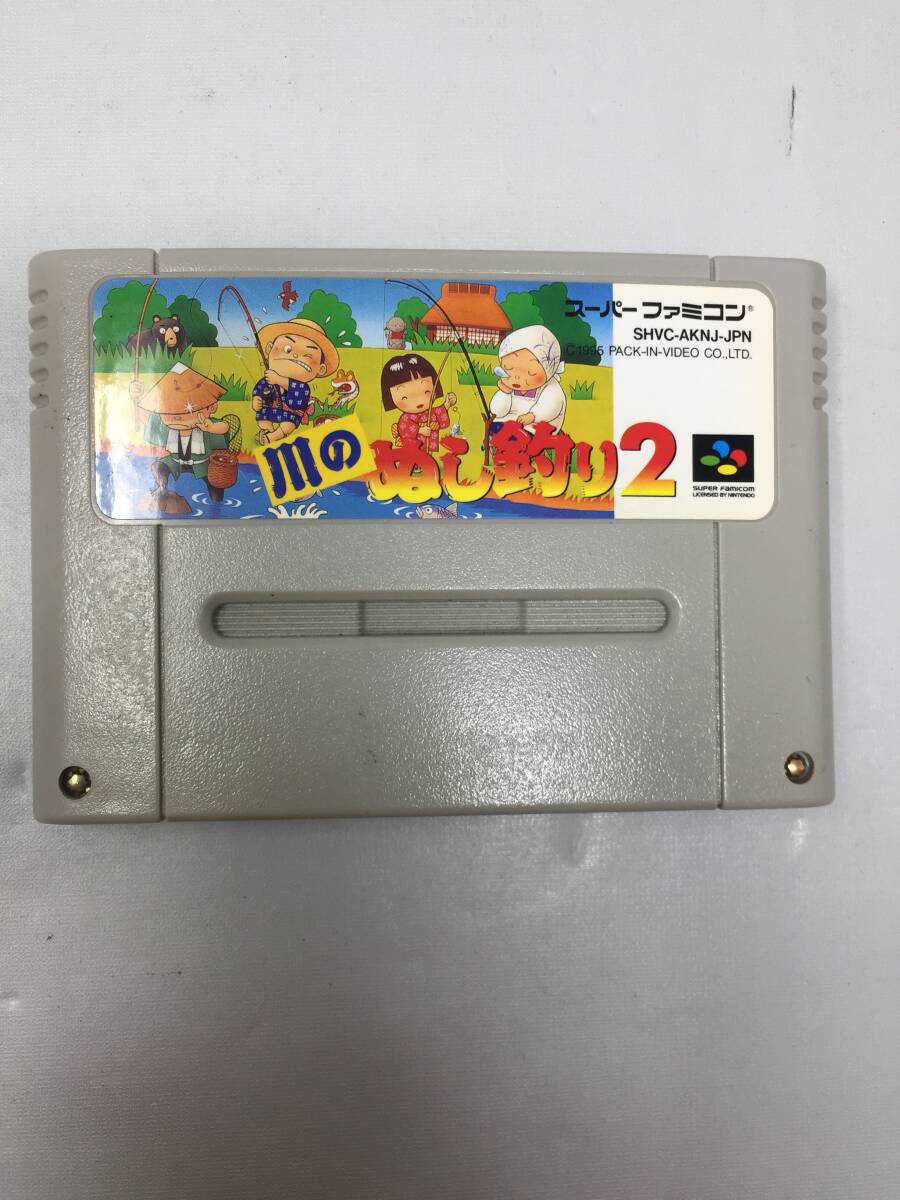 スーパーファミコン®
SHVC-AKNJ-JPN
©1995 PACK-IN-VIDEO CO.,LTD.
川の
ぬし釣り2
SUPER FAMICOM
LICENSED BY NINTENDO